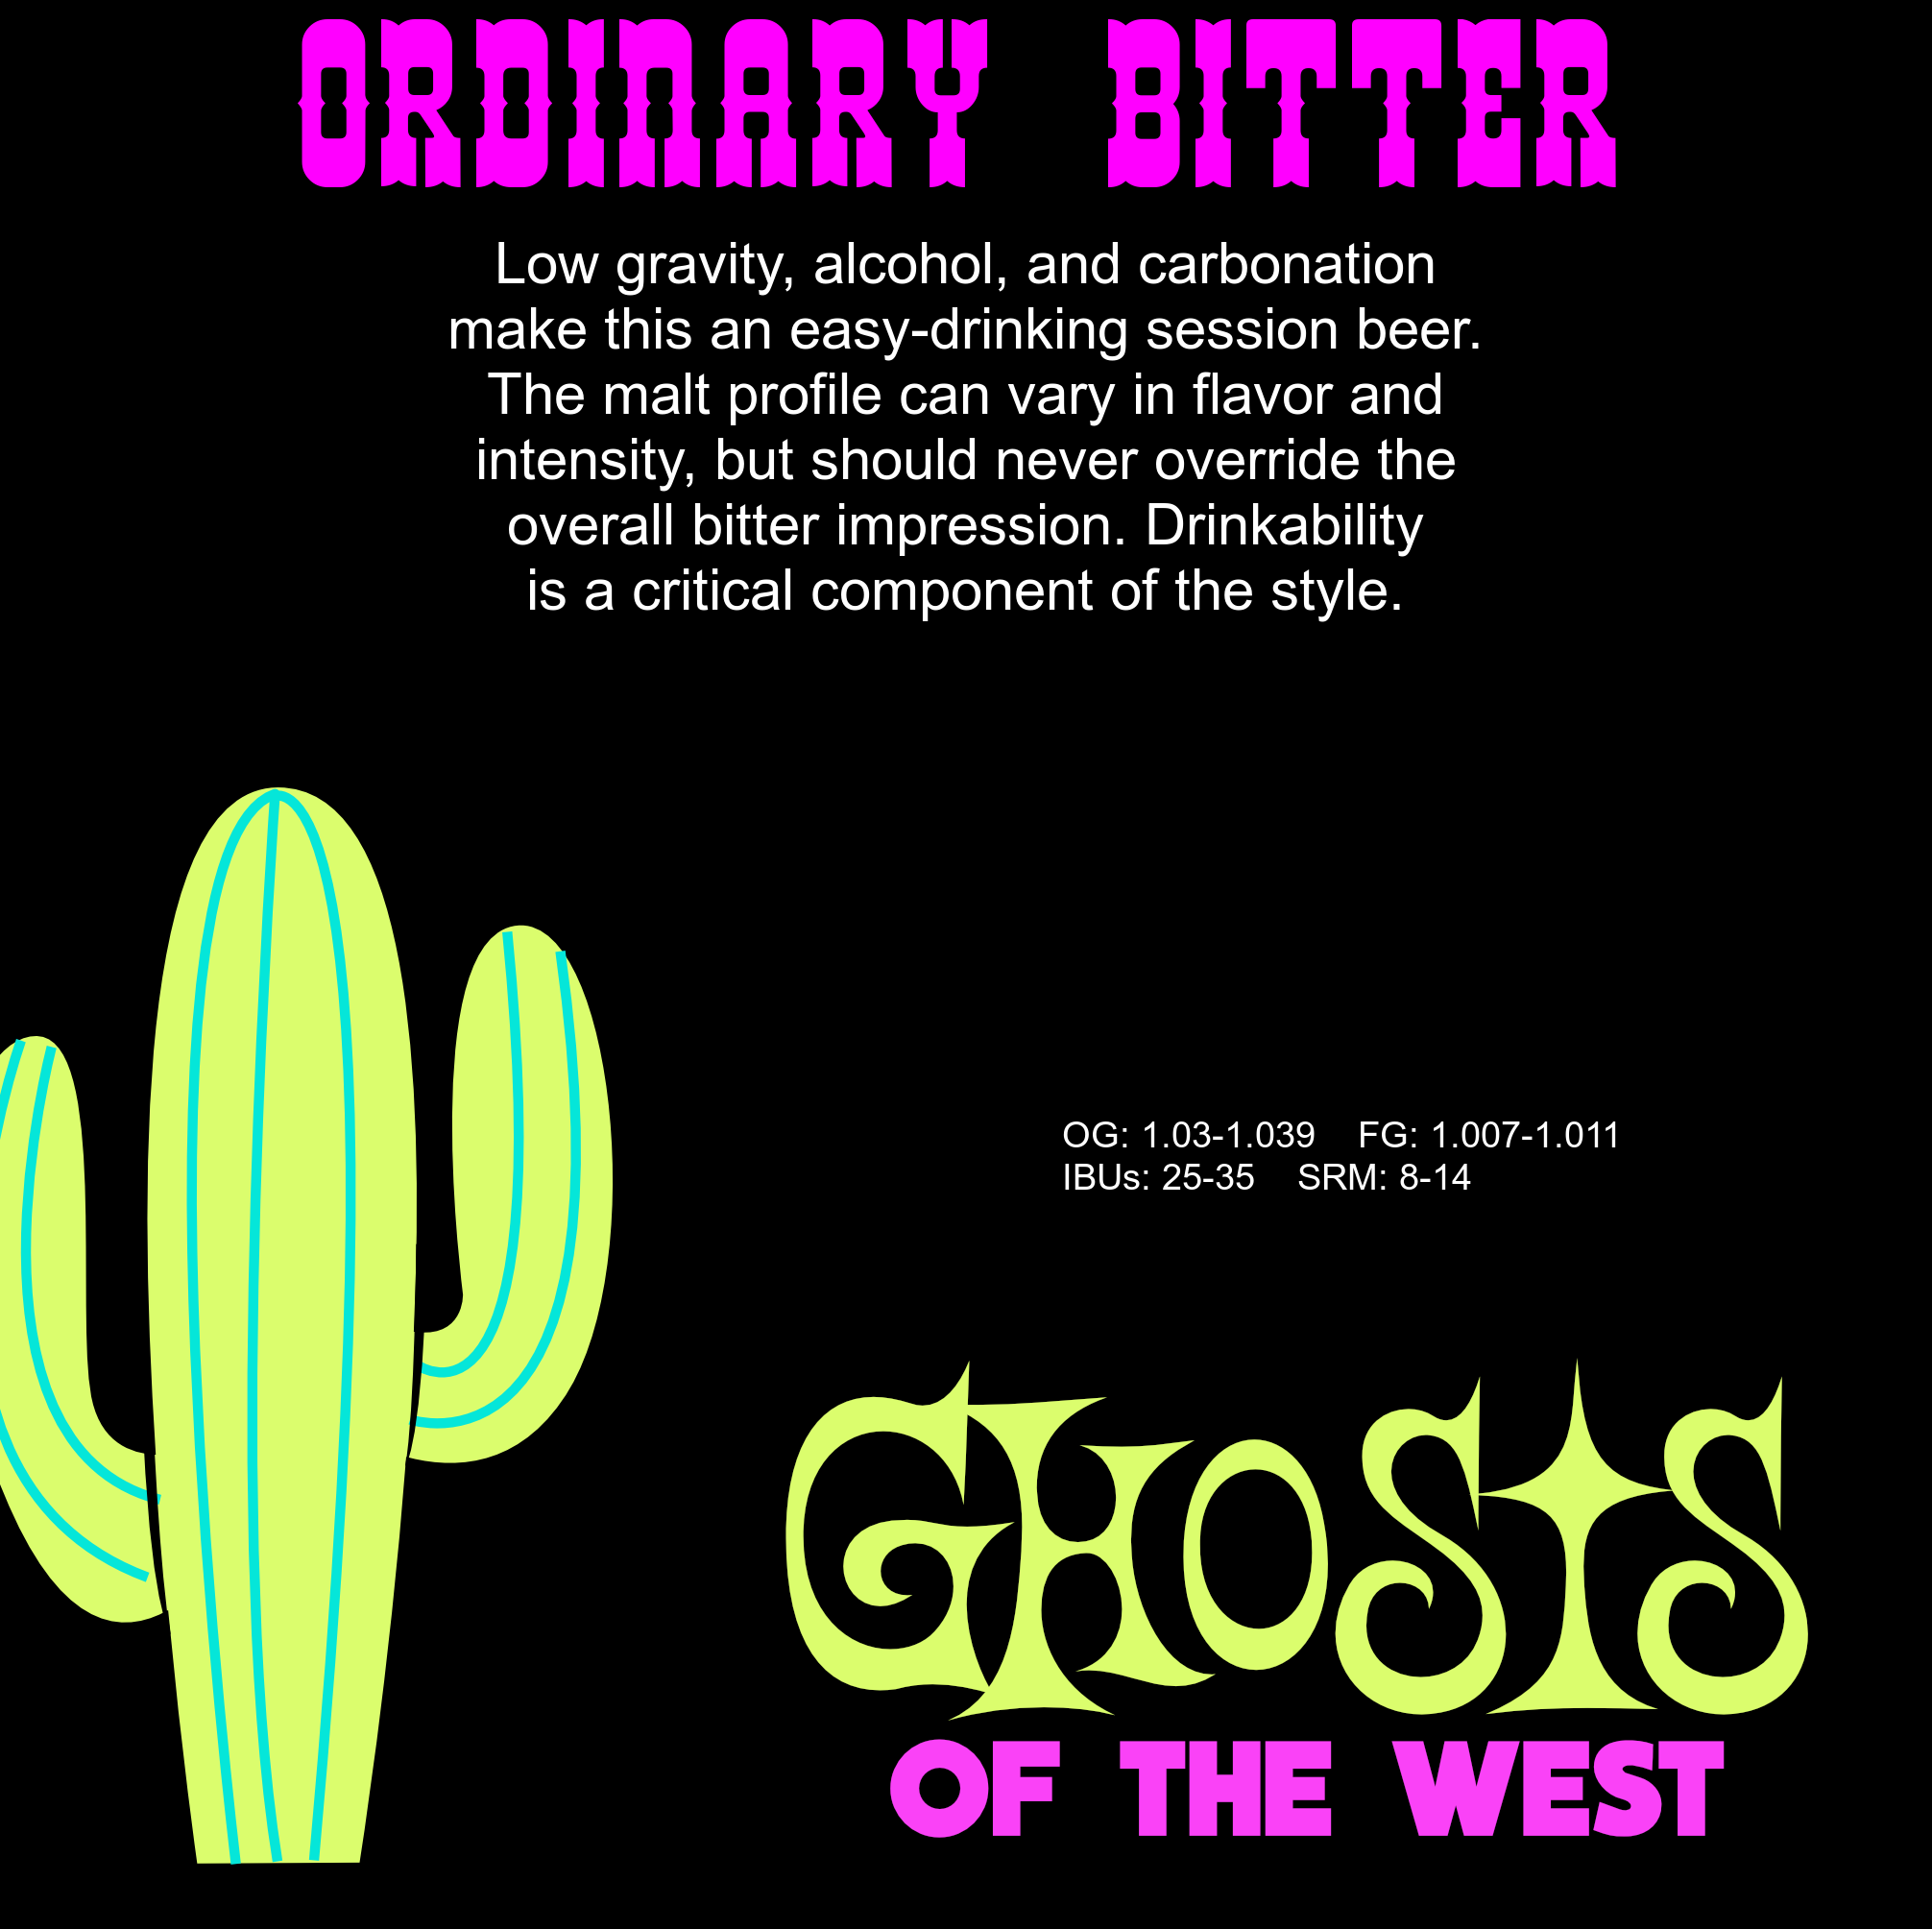 ORDINARY BITTER
Low gravity, alcohol, and carbonation
make this an easy-drinking session beer.
The malt profile can vary in flavor and
intensity, but should never override the
overall bitter impression. Drinkability
is a critical component of the style.
OG: 1.03-1.039 FG: 1.007-1.011
IBUs: 25-35 SRM: 8-14
GHOSTS
OF THE WEST